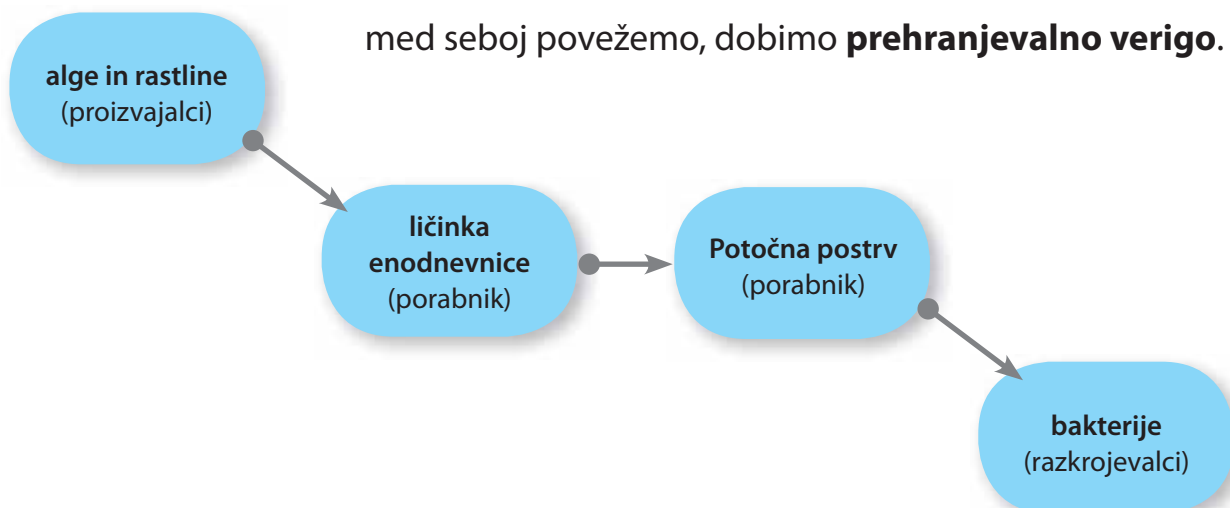 med seboj povežemo, dobimo prehranjevalno verigo.
alge in rastline
(proizvajalci)
ličinka
enodnevnice
(porabnik)
Potočna postrv
(porabnik)
bakterije
(razkrojevalci)